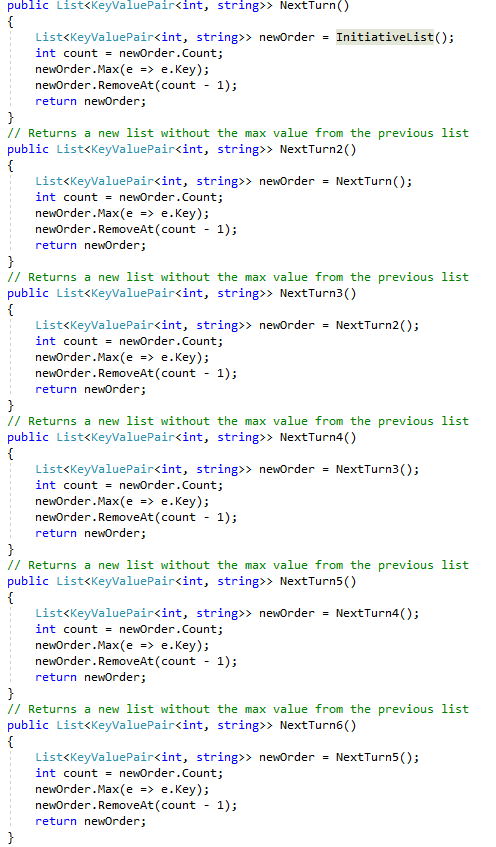 public List<KeyValuePair<int, string>> NextTurn()
{
    List<KeyValuePair<int, string>> newOrder = InitiativeList();
    int count = newOrder.Count;
    newOrder.Max(e => e.Key);
    newOrder.RemoveAt(count - 1);
    return newOrder;
}
// Returns a new list without the max value from the previous list
public List<KeyValuePair<int, string>> NextTurn2()
{
    List<KeyValuePair<int, string>> newOrder = NextTurn();
    int count = newOrder.Count;
    newOrder.Max(e => e.Key);
    newOrder.RemoveAt(count - 1);
    return newOrder;
}
// Returns a new list without the max value from the previous list
public List<KeyValuePair<int, string>> NextTurn3()
{
    List<KeyValuePair<int, string>> newOrder = NextTurn2();
    int count = newOrder.Count;
    newOrder.Max(e => e.Key);
    newOrder.RemoveAt(count - 1);
    return newOrder;
}
// Returns a new list without the max value from the previous list
public List<KeyValuePair<int, string>> NextTurn4()
{
    List<KeyValuePair<int, string>> newOrder = NextTurn3();
    int count = newOrder.Count;
    newOrder.Max(e => e.Key);
    newOrder.RemoveAt(count - 1);
    return newOrder;
}
// Returns a new list without the max value from the previous list
public List<KeyValuePair<int, string>> NextTurn5()
{
    List<KeyValuePair<int, string>> newOrder = NextTurn4();
    int count = newOrder.Count;
    newOrder.Max(e => e.Key);
    newOrder.RemoveAt(count - 1);
    return newOrder;
}
// Returns a new list without the max value from the previous list
public List<KeyValuePair<int, string>> NextTurn6()
{
    List<KeyValuePair<int, string>> newOrder = NextTurn5();
    int count = newOrder.Count;
    newOrder.Max(e => e.Key);
    newOrder.RemoveAt(count - 1);
    return newOrder;
}